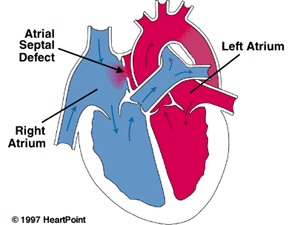 Atrial
Septal
Defect
Left Atrium
Right
Atrium
© 1997 HeartPoint